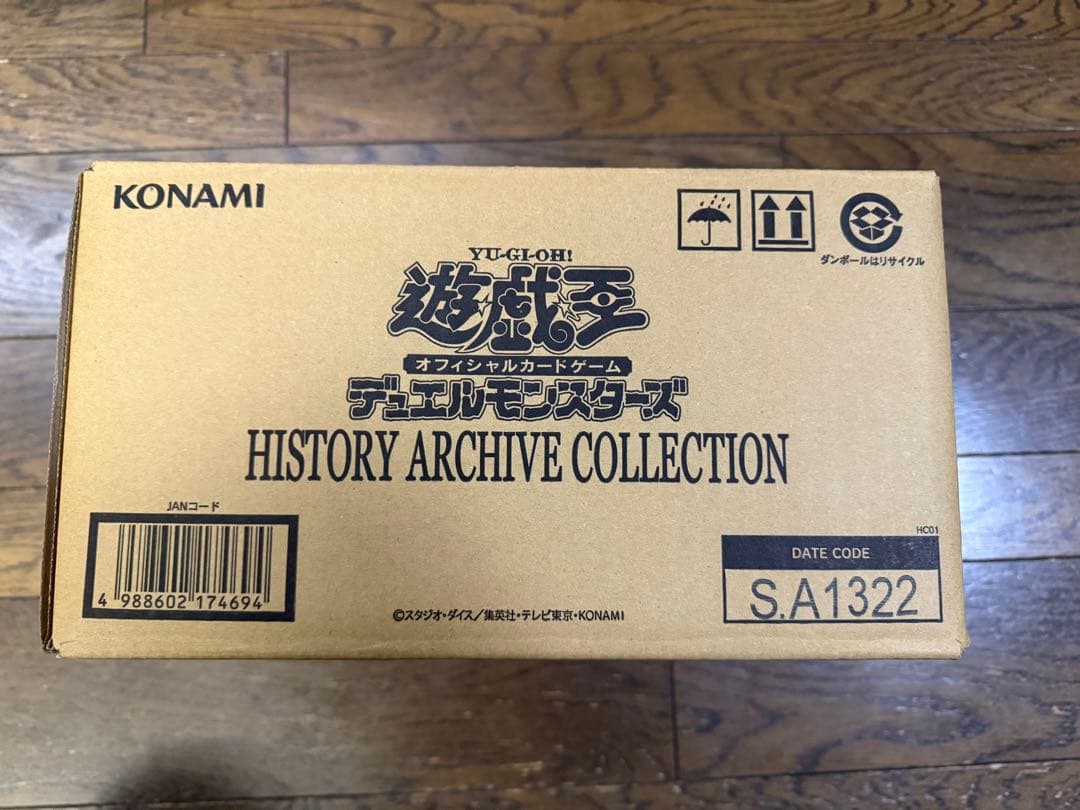 KONAMI
ダンボールはリサイクル
YU-GI-OH!
遊戯王
オフィシャルカードゲーム
デュエルモンスターズ
HISTORY ARCHIVE COLLECTION
JANコード
4 988602 174694
©スタジオ・ダイス/集英社・テレビ東京・KONAMI
HC01
DATE CODE
S.A1322